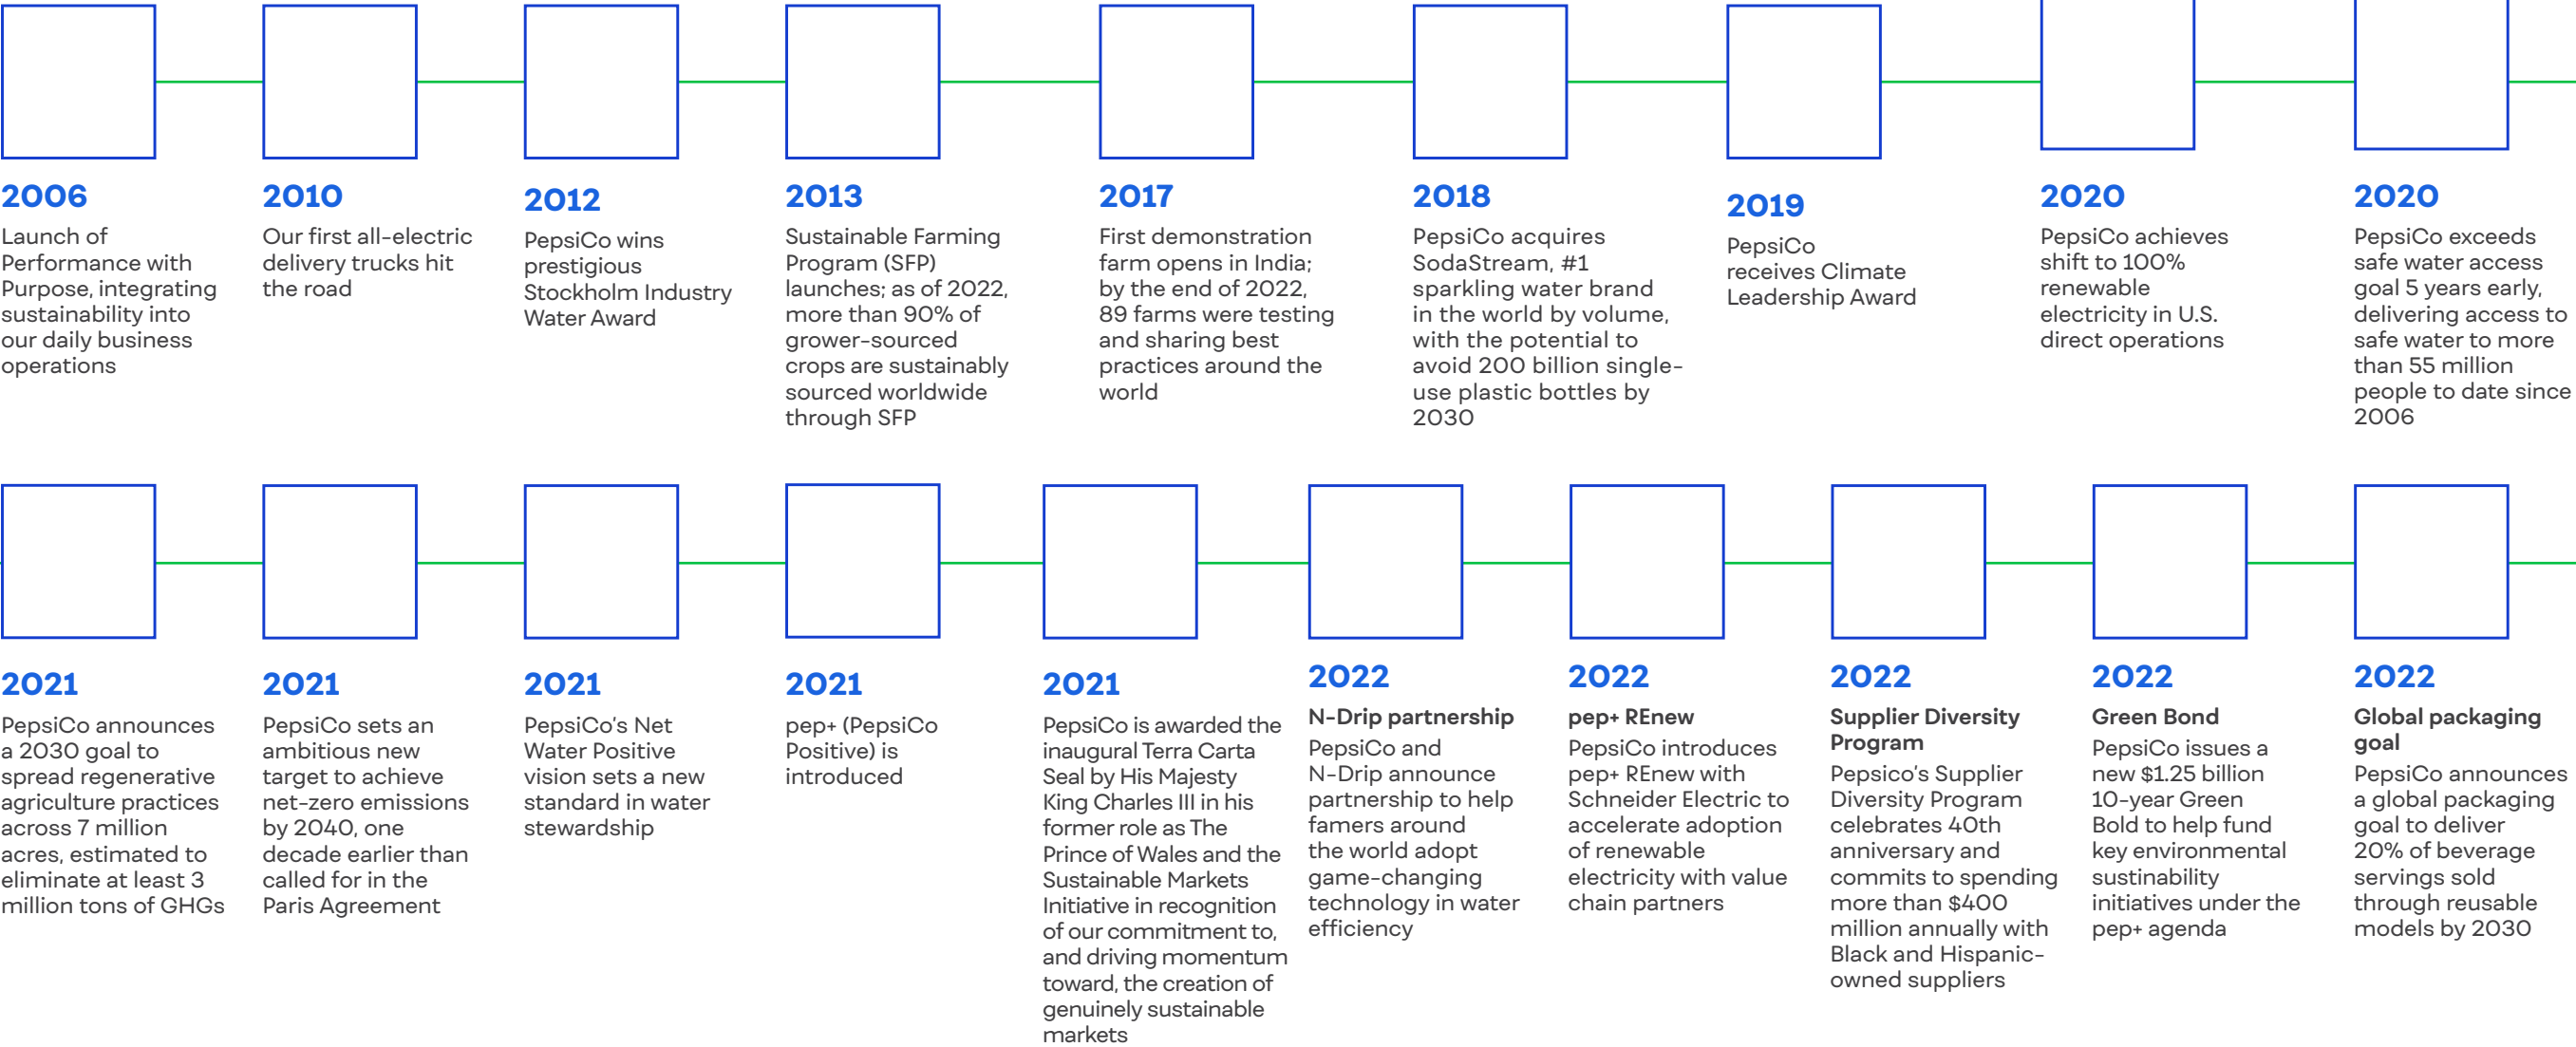 2006
Launch of
Performance with
Purpose, integrating
sustainability into
our daily business
operations
2010
Our first all-electric
delivery trucks hit
the road
2012
PepsiCo wins
prestigious
Stockholm Industry
Water Award
2013
Sustainable Farming
Program (SFP)
launches; as of 2022,
more than 90% of
grower-sourced
crops are sustainably
sourced worldwide
through SFP
2017
First demonstration
farm opens in India;
by the end of 2022,
89 farms were testing
and sharing best
practices around the
world
2018
PepsiCo acquires
SodaStream, #1
sparkling water brand
in the world by volume,
with the potential to
avoid 200 billion single-
use plastic bottles by
2030
2019
PepsiCo
receives Climate
Leadership Award
2020
PepsiCo achieves
shift to 100%
renewable
electricity in U.S.
direct operations
2020
PepsiCo exceeds
safe water access
goal 5 years early,
delivering access to
safe water to more
than 55 million
people to date since
2006
2021
PepsiCo announces
a 2030 goal to
spread regenerative
agriculture practices
across 7 million
acres, estimated to
eliminate at least 3
million tons of GHGs
2021
PepsiCo sets an
ambitious new
target to achieve
net-zero emissions
by 2040, one
decade earlier than
called for in the
Paris Agreement
2021
PepsiCo's Net
Water Positive
vision sets a new
standard in water
stewardship
2021
pep+ (PepsiCo
Positive) is
introduced
2021
PepsiCo is awarded the
inaugural Terra Carta
Seal by His Majesty
King Charles III in his
former role as The
Prince of Wales and the
Sustainable Markets
Initiative in recognition
of our commitment to,
and driving momentum
toward, the creation of
genuinely sustainable
markets
2022
N-Drip partnership
PepsiCo and
N-Drip announce
partnership to help
famers around
the world adopt
game-changing
technology in water
efficiency
2022
pep+ REnew
PepsiCo introduces
pep+ REnew with
Schneider Electric to
accelerate adoption
of renewable
electricity with value
chain partners
2022
Supplier Diversity
Program
Pepsico's Supplier
Diversity Program
celebrates 40th
anniversary and
commits to spending
more than $400
million annually with
Black and Hispanic-
owned suppliers
2022
Green Bond
PepsiCo issues a
new $1.25 billion
10-year Green
Bold to help fund
key environmental
sustinability
initiatives under the
pep+ agenda
2022
Global packaging
goal
PepsiCo announces
a global packaging
goal to deliver
20% of beverage
servings sold
through reusable
models by 2030